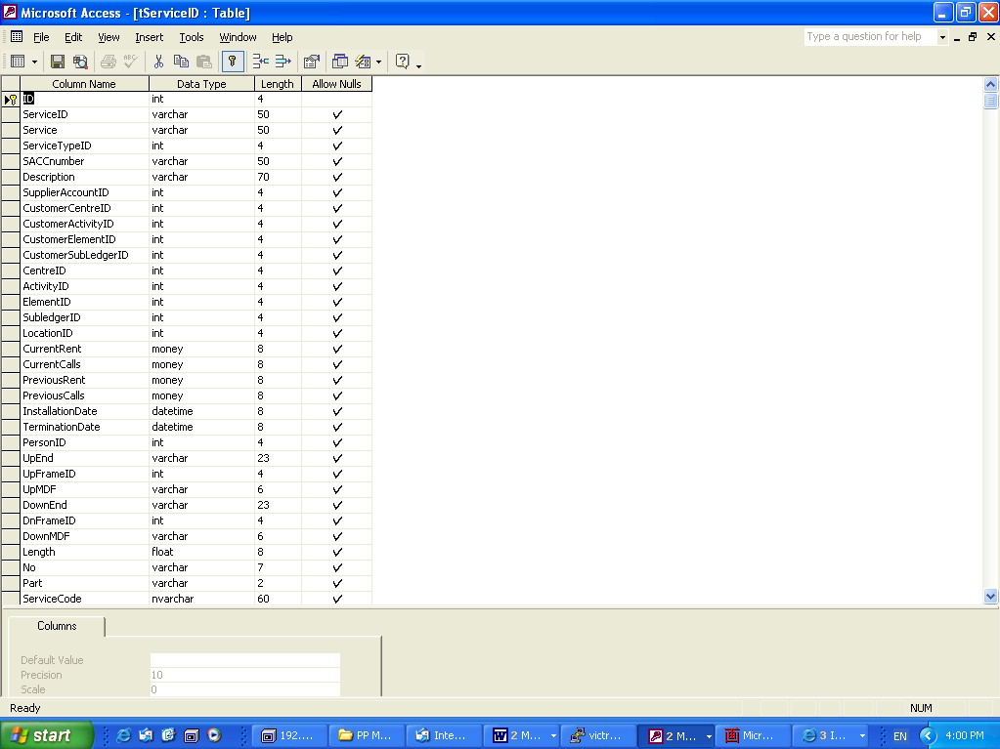 Microsoft Access - [tServiceID : Table]
File Edit View Insert Tools Window Help Type a question for help
Column Name Data Type Length Allow Nulls
ID int 4
ServiceID varchar 50
Service varchar 50
ServiceTypeID int 4
SACCnumber varchar 50
Description varchar 70
SupplierAccountID int 4
CustomerCentreID int 4
CustomerActivityID int 4
CustomerElementID int 4
CustomerSubLedgerID int 4
CentreID int 4
ActivityID int 4
ElementID int 4
SubledgerID int 4
LocationID int 4
CurrentRent money 8
CurrentCalls money 8
PreviousRent money 8
PreviousCalls money 8
InstallationDate datetime 8
TerminationDate datetime 8
PersonID int 4
UpEnd varchar 23
UpFrameID int 4
UpMDF varchar 6
DownEnd varchar 23
DnFrameID int 4
DownMDF varchar 6
Length float 8
No varchar 7
Part varchar 2
ServiceCode nvarchar 60
Columns
Default Value
Precision 10
Scale 0
Ready NUM
start 192.... PP M... Inte... 2 M... victr... 2 M... Micr... 3 I... EN 4:00 PM